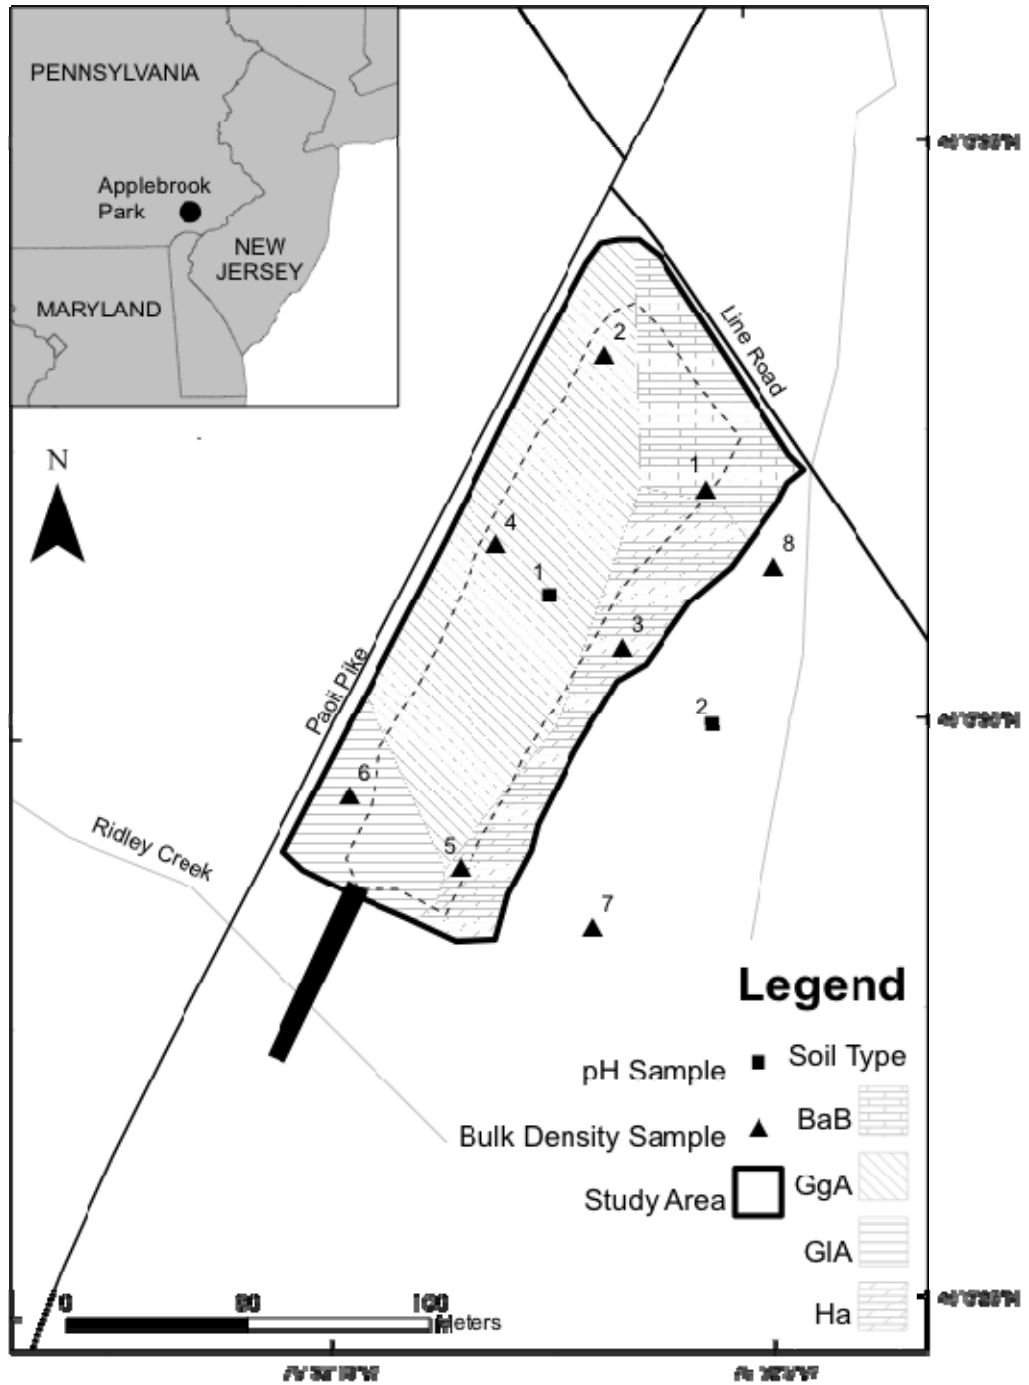 PENNSYLVANIA
Applebrook
Park
NEW
JERSEY
MARYLAND
N
Line Road
2
1
4
1
8
3
2
Paoli Pike
6
5
7
Ridley Creek
Legend
pH Sample
Soil Type
Bulk Density Sample
BaB
Study Area
GgA
GlA
Ha
0
Meters